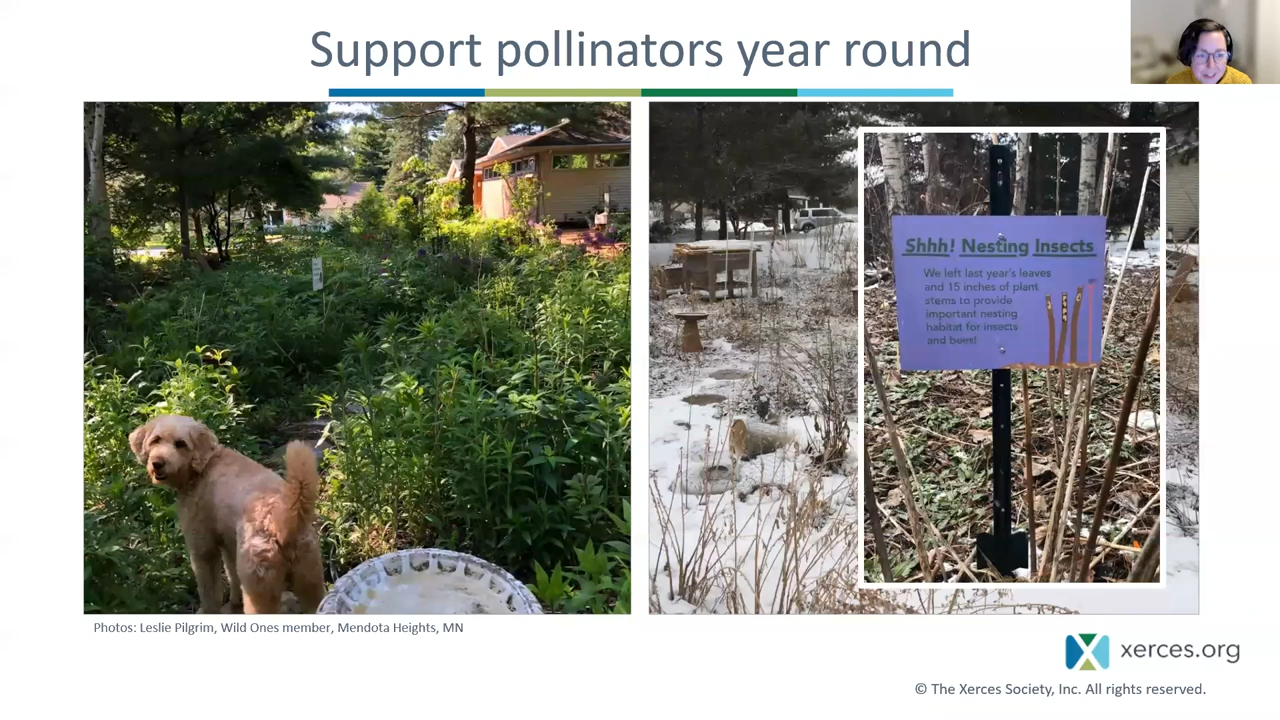 Support pollinators year round
Shhh! Nesting Insects
We left last year's leaves
and 15 inches of plant
stems to provide
important nesting
habitat for insects
and bees!
Photos: Leslie Pilgrim, Wild Ones member, Mendota Heights, MN
xerces.org
© The Xerces Society, Inc. All rights reserved.